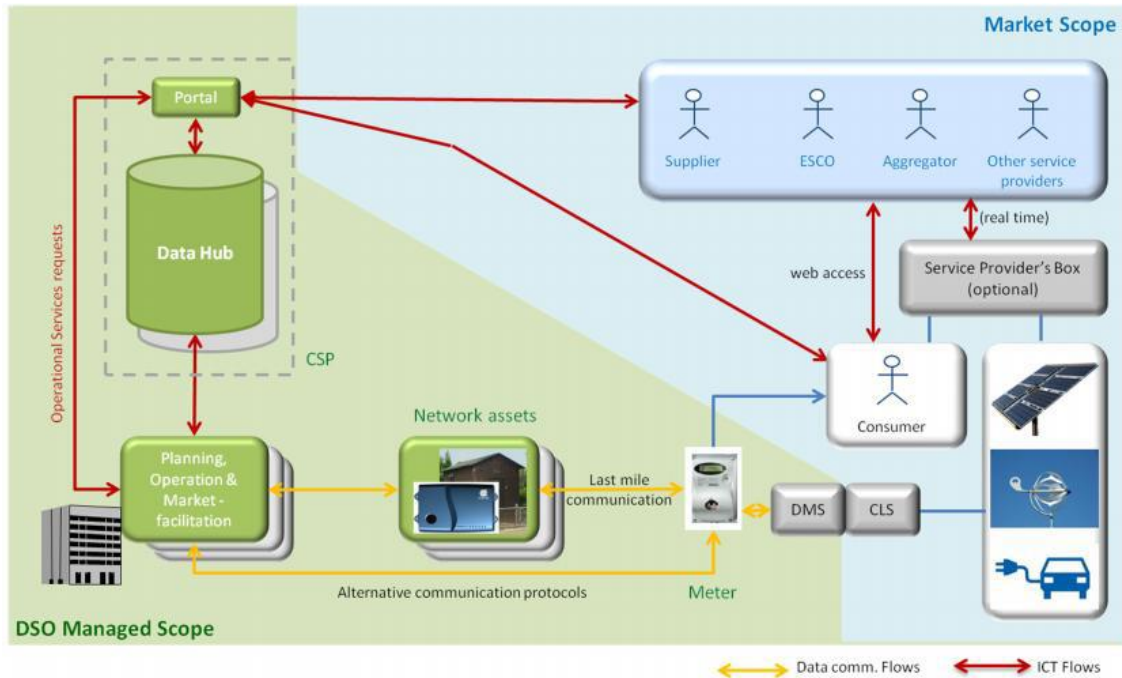 Market Scope
Portal
Supplier
ESCO
Aggregator
Other service
providers
(real time)
Data Hub
web access
Service Provider's Box
(optional)
Operational Services requests
CSP
Network assets
Consumer
Planning,
Operation &
Market -
facilitation
Last mile
communication
DMS
CLS
Alternative communication protocols
Meter
DSO Managed Scope
Data comm. Flows
ICT Flows